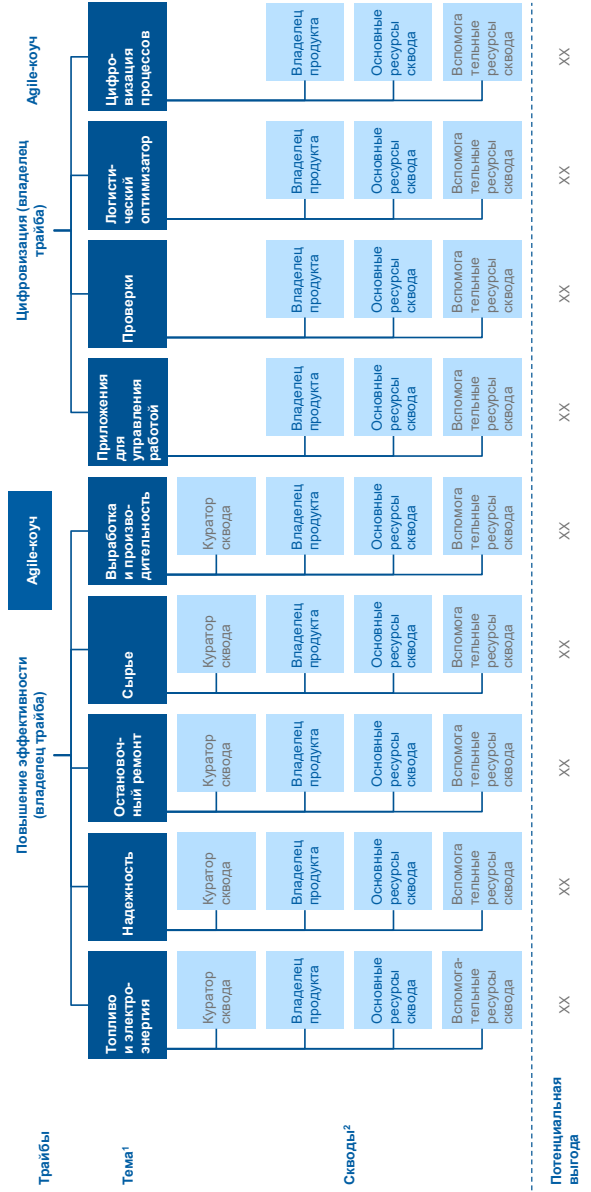 Трайбы
Повышение эффективности
(владелец трайба)
Agile-коуч
Цифровизация (владелец
трайба)
Agile-коуч
Тема¹
Топливо
и электро-
энергия
Надежность
Остановоч-
ный ремонт
Сырье
Выработка
и произво-
дительность
Приложения
для
управления
работой
Проверки
Логисти-
ческий
оптимизатор
Цифро-
визация
процессов
Сквoды²
Куратор
сквода
Куратор
сквода
Куратор
сквода
Куратор
сквода
Куратор
сквода
Владелец
продукта
Владелец
продукта
Владелец
продукта
Владелец
продукта
Владелец
продукта
Владелец
продукта
Владелец
продукта
Владелец
продукта
Владелец
продукта
Основные
ресурсы
сквода
Основные
ресурсы
сквода
Основные
ресурсы
сквода
Основные
ресурсы
сквода
Основные
ресурсы
сквода
Основные
ресурсы
сквода
Основные
ресурсы
сквода
Основные
ресурсы
сквода
Основные
ресурсы
сквода
Вспомога-
тельные
ресурсы
сквода
Вспомога
тельные
ресурсы
сквода
Вспомога
тельные
ресурсы
сквода
Вспомога
тельные
ресурсы
сквода
Вспомога
тельные
ресурсы
сквода
Вспомога
тельные
ресурсы
сквода
Вспомога
тельные
ресурсы
сквода
Вспомога
тельные
ресурсы
сквода
Вспомога
тельные
ресурсы
сквода
Потенциальная
выгода
XX
XX
XX
XX
XX
XX
XX
XX
XX